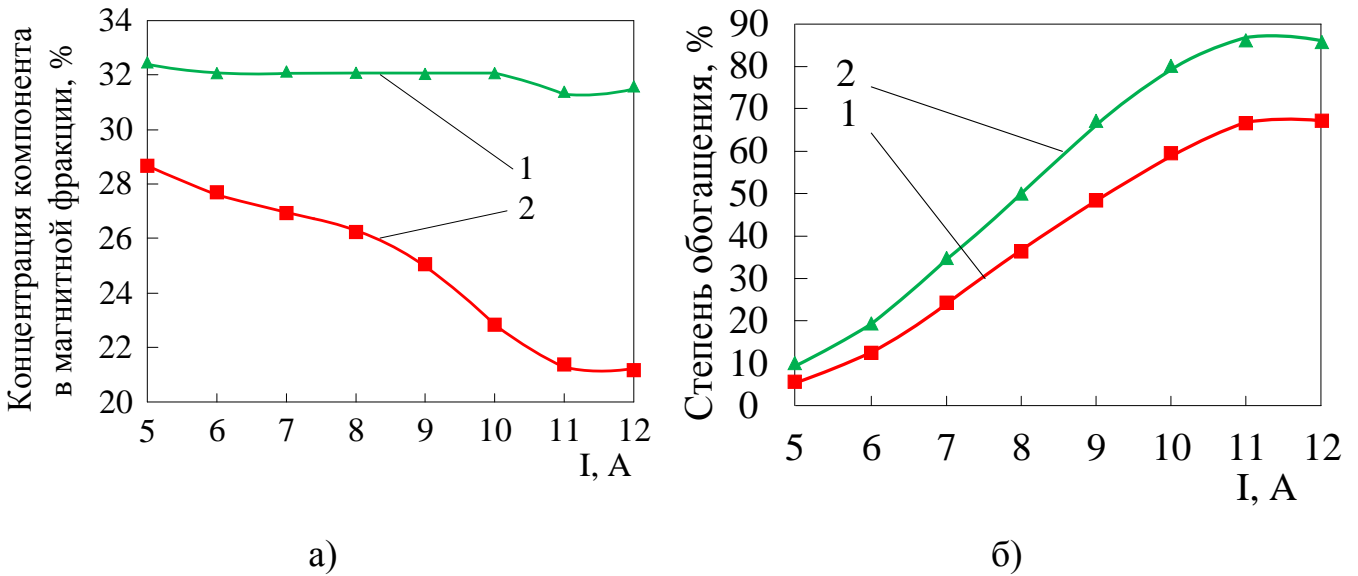 Концентрация компонента
в магнитной фракции, %
34
32
30
28
26
24
22
20
1
2
5 6 7 8 9 10 11 12
I, А
а)
Степень обогащения, %
90
80
70
60
50
40
30
20
10
0
2
1
5 6 7 8 9 10 11 12
I, А
б)